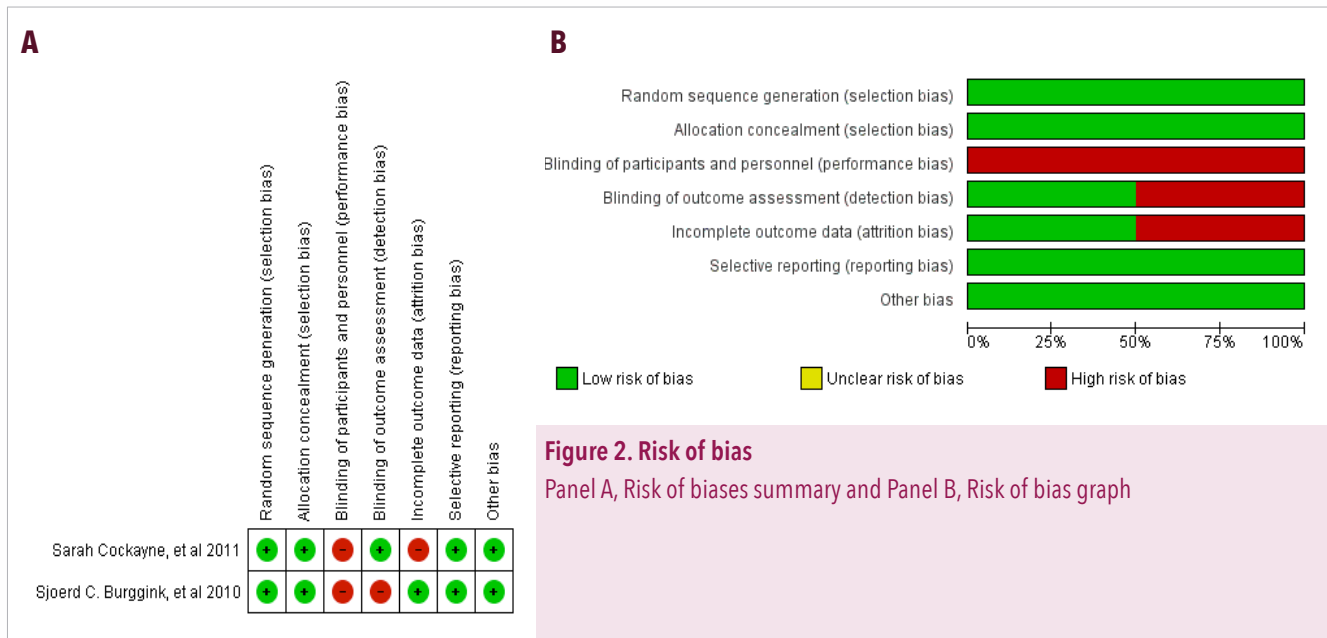 A
Random sequence generation (selection bias)
Allocation concealment (selection bias)
Blinding of participants and personnel (performance bias)
Blinding of outcome assessment (detection bias)
Incomplete outcome data (attrition bias)
Selective reporting (reporting bias)
Other bias
Sarah Cockayne, et al 2011 + + - + - + +
Sjoerd C. Burggink, et al 2010 + + - - + + +
B
Random sequence generation (selection bias)
Allocation concealment (selection bias)
Blinding of participants and personnel (performance bias)
Blinding of outcome assessment (detection bias)
Incomplete outcome data (attrition bias)
Selective reporting (reporting bias)
Other bias
0% 25% 50% 75% 100%
Low risk of bias Unclear risk of bias High risk of bias
Figure 2. Risk of bias
Panel A, Risk of biases summary and Panel B, Risk of bias graph